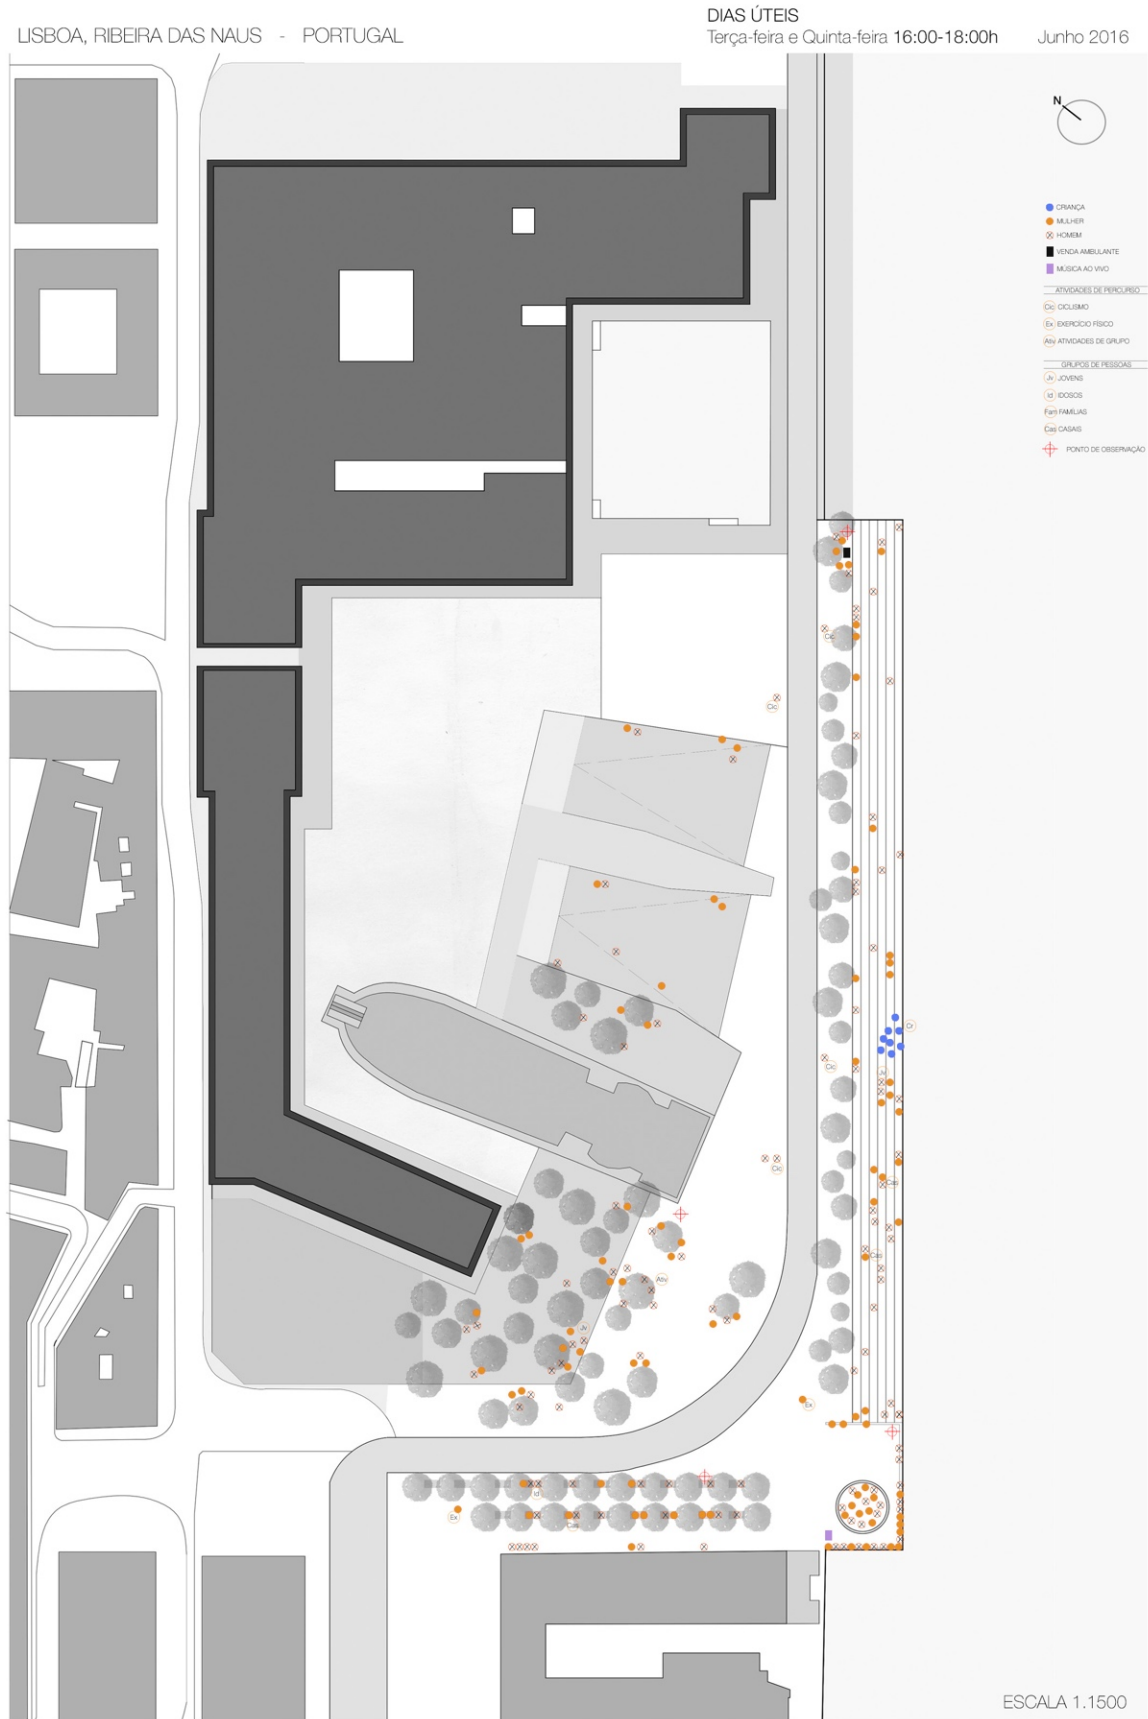 LISBOA, RIBEIRA DAS NAUS - PORTUGAL
DIAS ÚTEIS
Terça-feira e Quinta-feira 16:00-18:00h Junho 2016
N
CRIANÇA
MULHER
HOMEM
VENDA AMBULANTE
MÚSICA AO VIVO
ATIVIDADES DE PERCURSO
Cic CICLISMO
Ex EXERCÍCIO FÍSICO
Ativ ATIVIDADES DE GRUPO
GRUPOS DE PESSOAS
Jv JOVENS
Id IDOSOS
Fam FAMÍLIAS
Cas CASAIS
PONTO DE OBSERVAÇÃO
Cic
Cic
Cr
Cic
Jv
Cic
Cas
Cas
Ativ
Jv
Ex
Id
Ex
Cas
ESCALA 1.1500